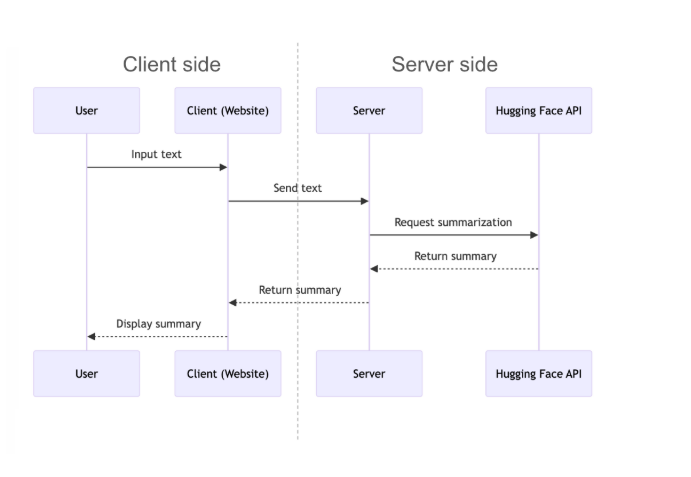 Client side
Server side
User
Client (Website)
Server
Hugging Face API
Input text
Send text
Request summarization
Return summary
Return summary
Display summary
User
Client (Website)
Server
Hugging Face API